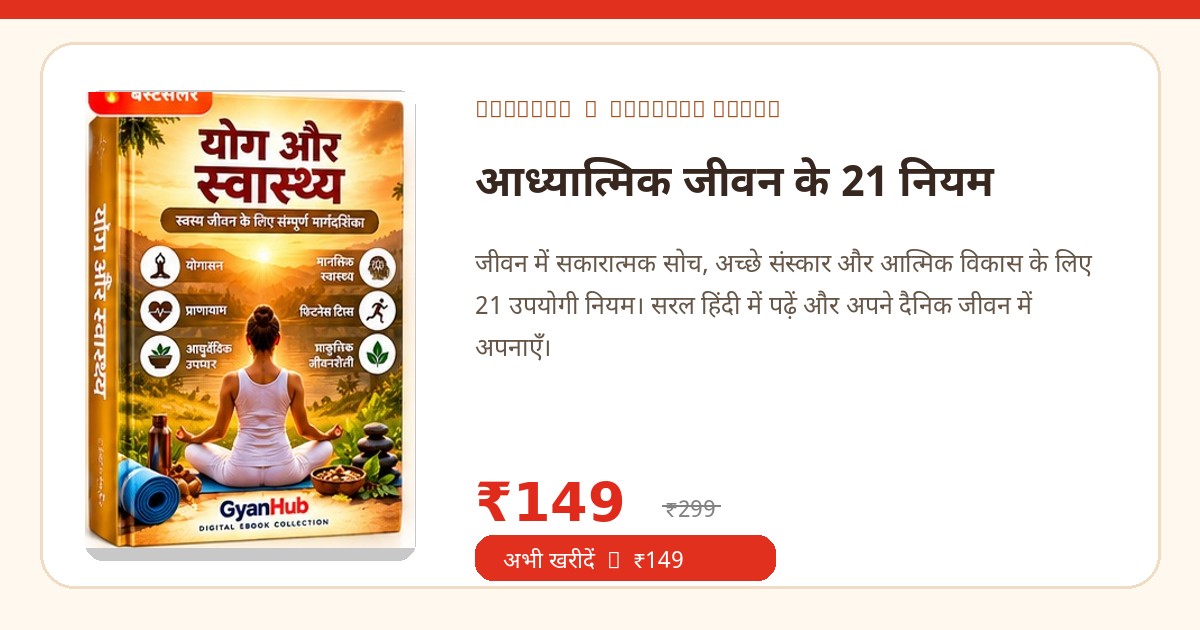 बेस्टसेलर
योग और
स्वास्थ्य
स्वस्थ जीवन के लिए संम्पुर्ण मार्गदर्शिका
योगासन
मानसिक
स्वास्थ्य
प्राणायाम
फिटनेस टिप्स
आयुर्वेदिक
उपचार
प्राकृतिक
जीवनशैली
योग और स्वास्थ्य
GyanHub
DIGITAL EBOOK COLLECTION
आध्यात्मिक जीवन के 21 नियम
जीवन में सकारात्मक सोच, अच्छे संस्कार और आत्मिक विकास के लिए
21 उपयोगी नियम। सरल हिंदी में पढ़ें और अपने दैनिक जीवन में
अपनाएँ।
₹149 ₹299
अभी खरीदें ₹149